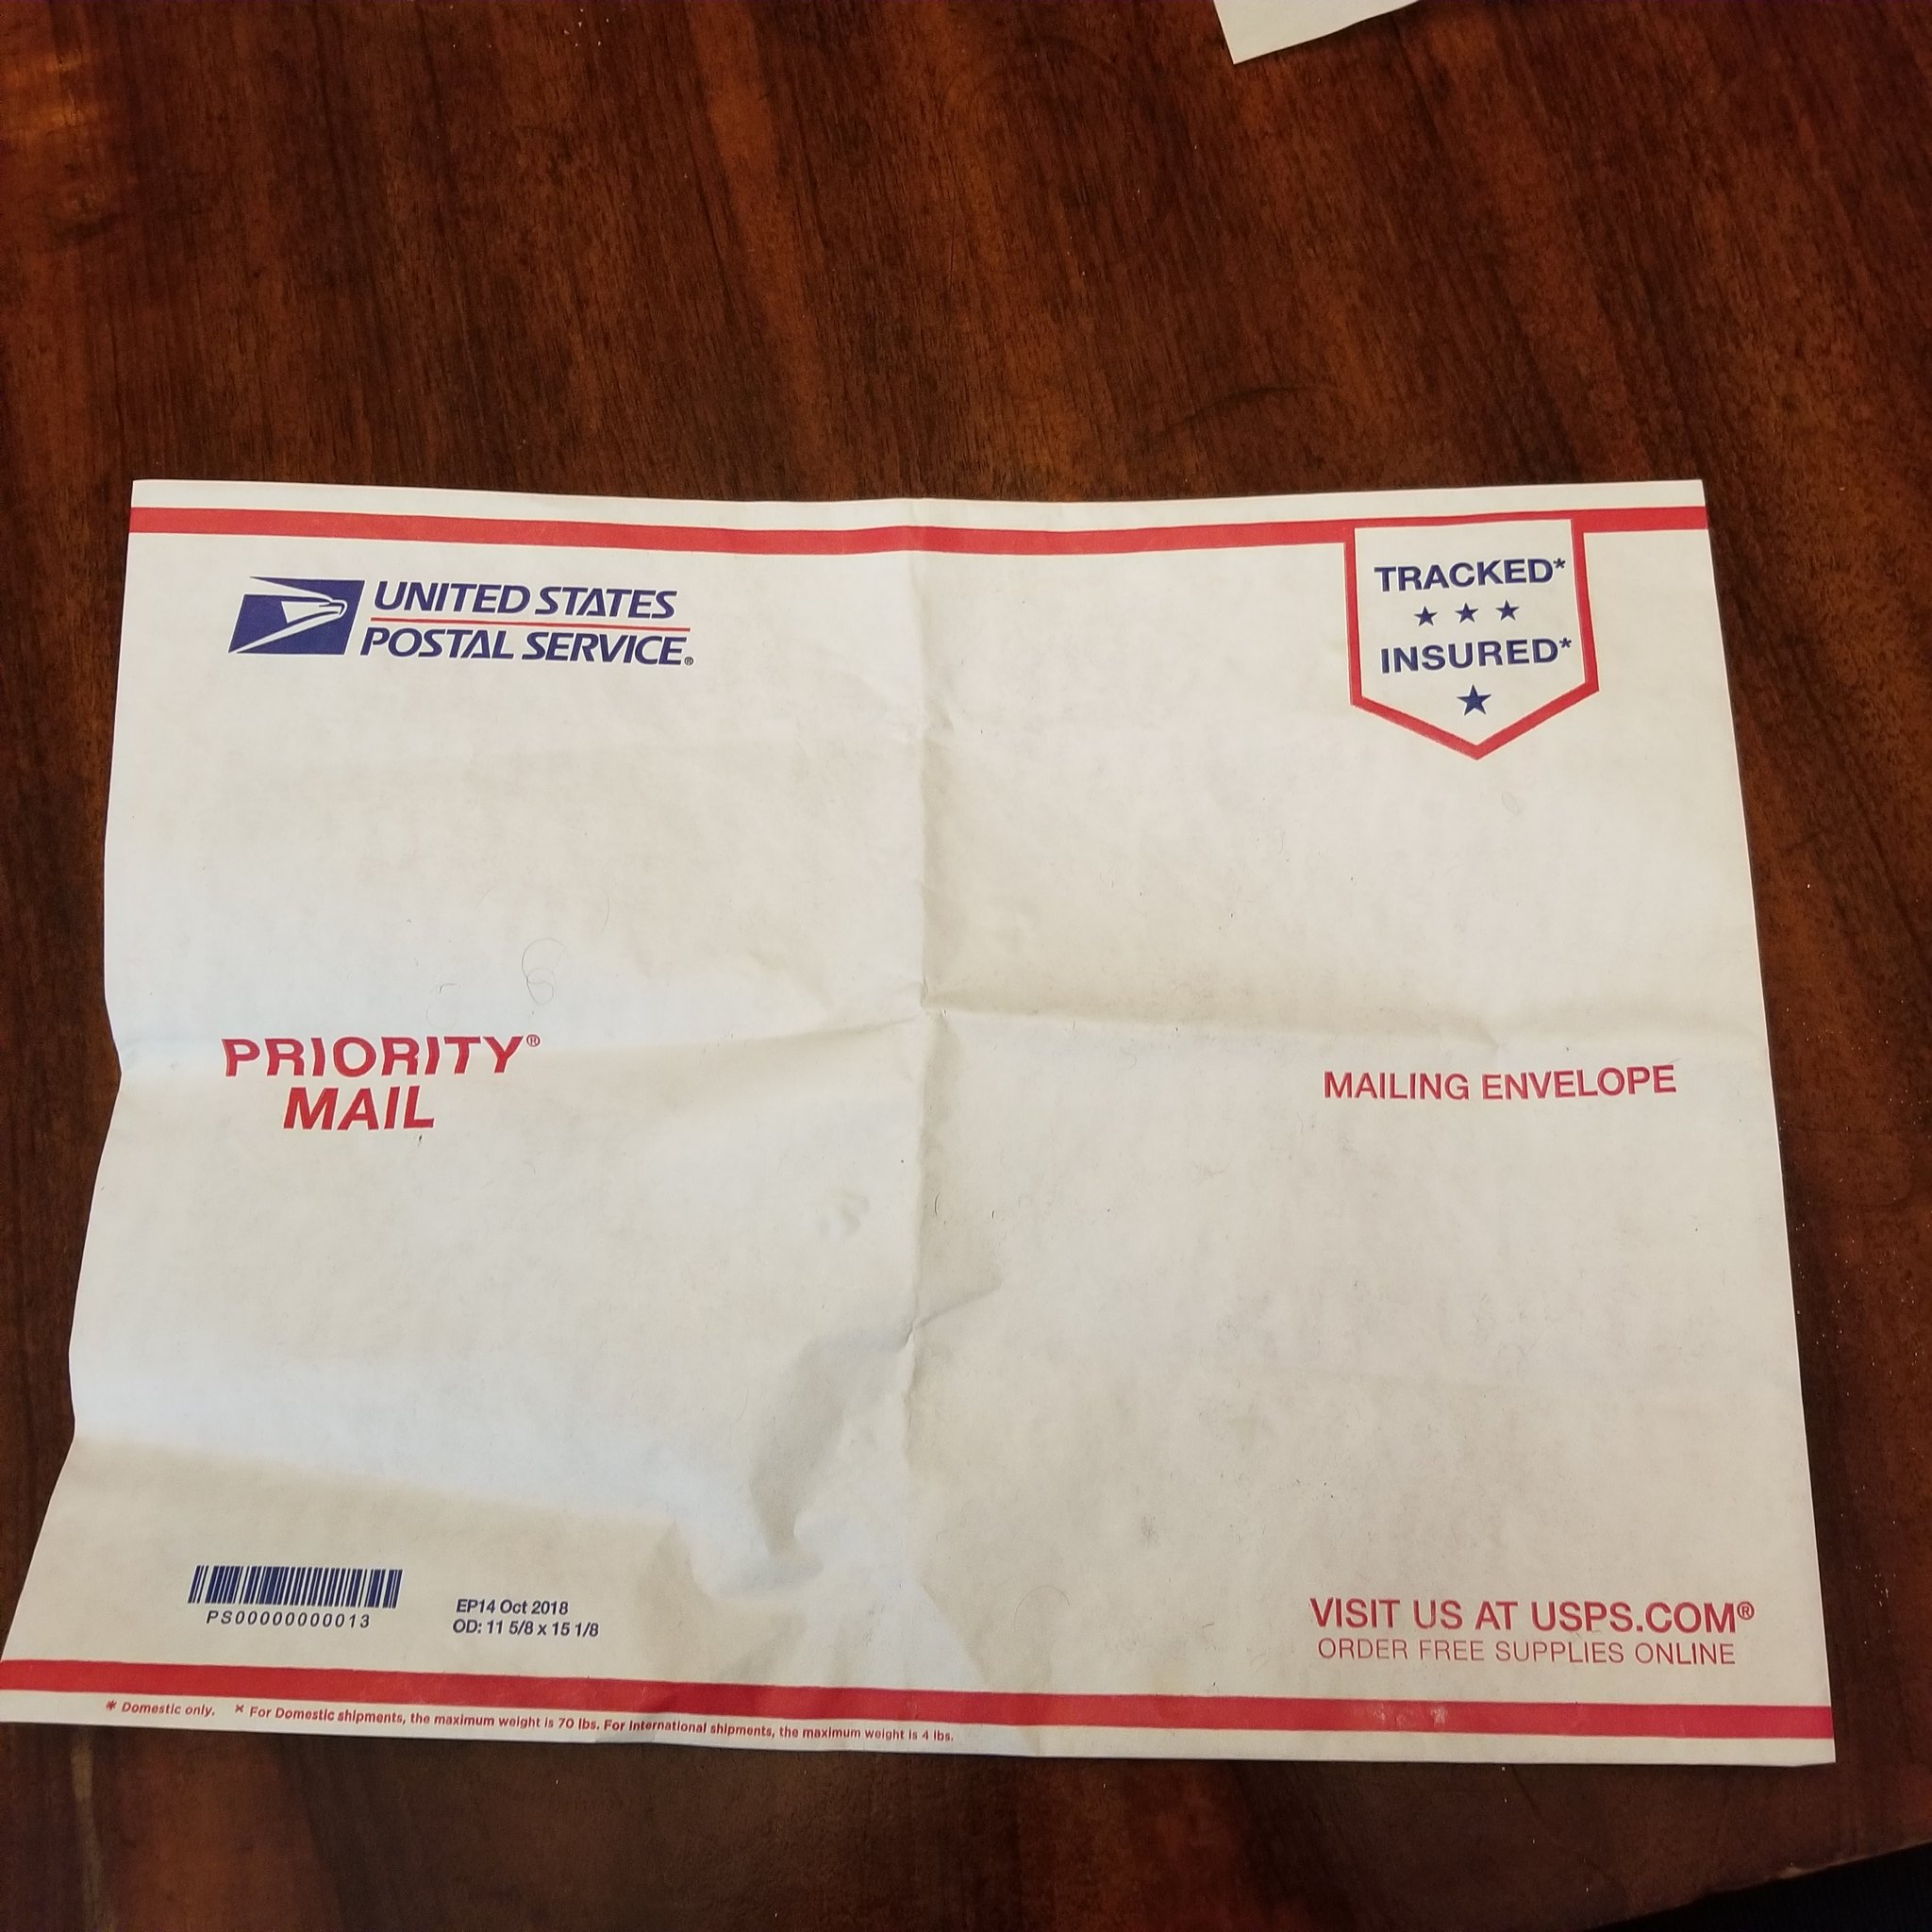 UNITED STATES
POSTAL SERVICE®
TRACKED*
★ ★ ★
INSURED*
★
PRIORITY®
MAIL
MAILING ENVELOPE
PS00000000013
EP14 Oct 2018
OD: 11 5/8 x 15 1/8
VISIT US AT USPS.COM®
ORDER FREE SUPPLIES ONLINE
* Domestic only. × For Domestic shipments, the maximum weight is 70 lbs. For International shipments, the maximum weight is 4 lbs.